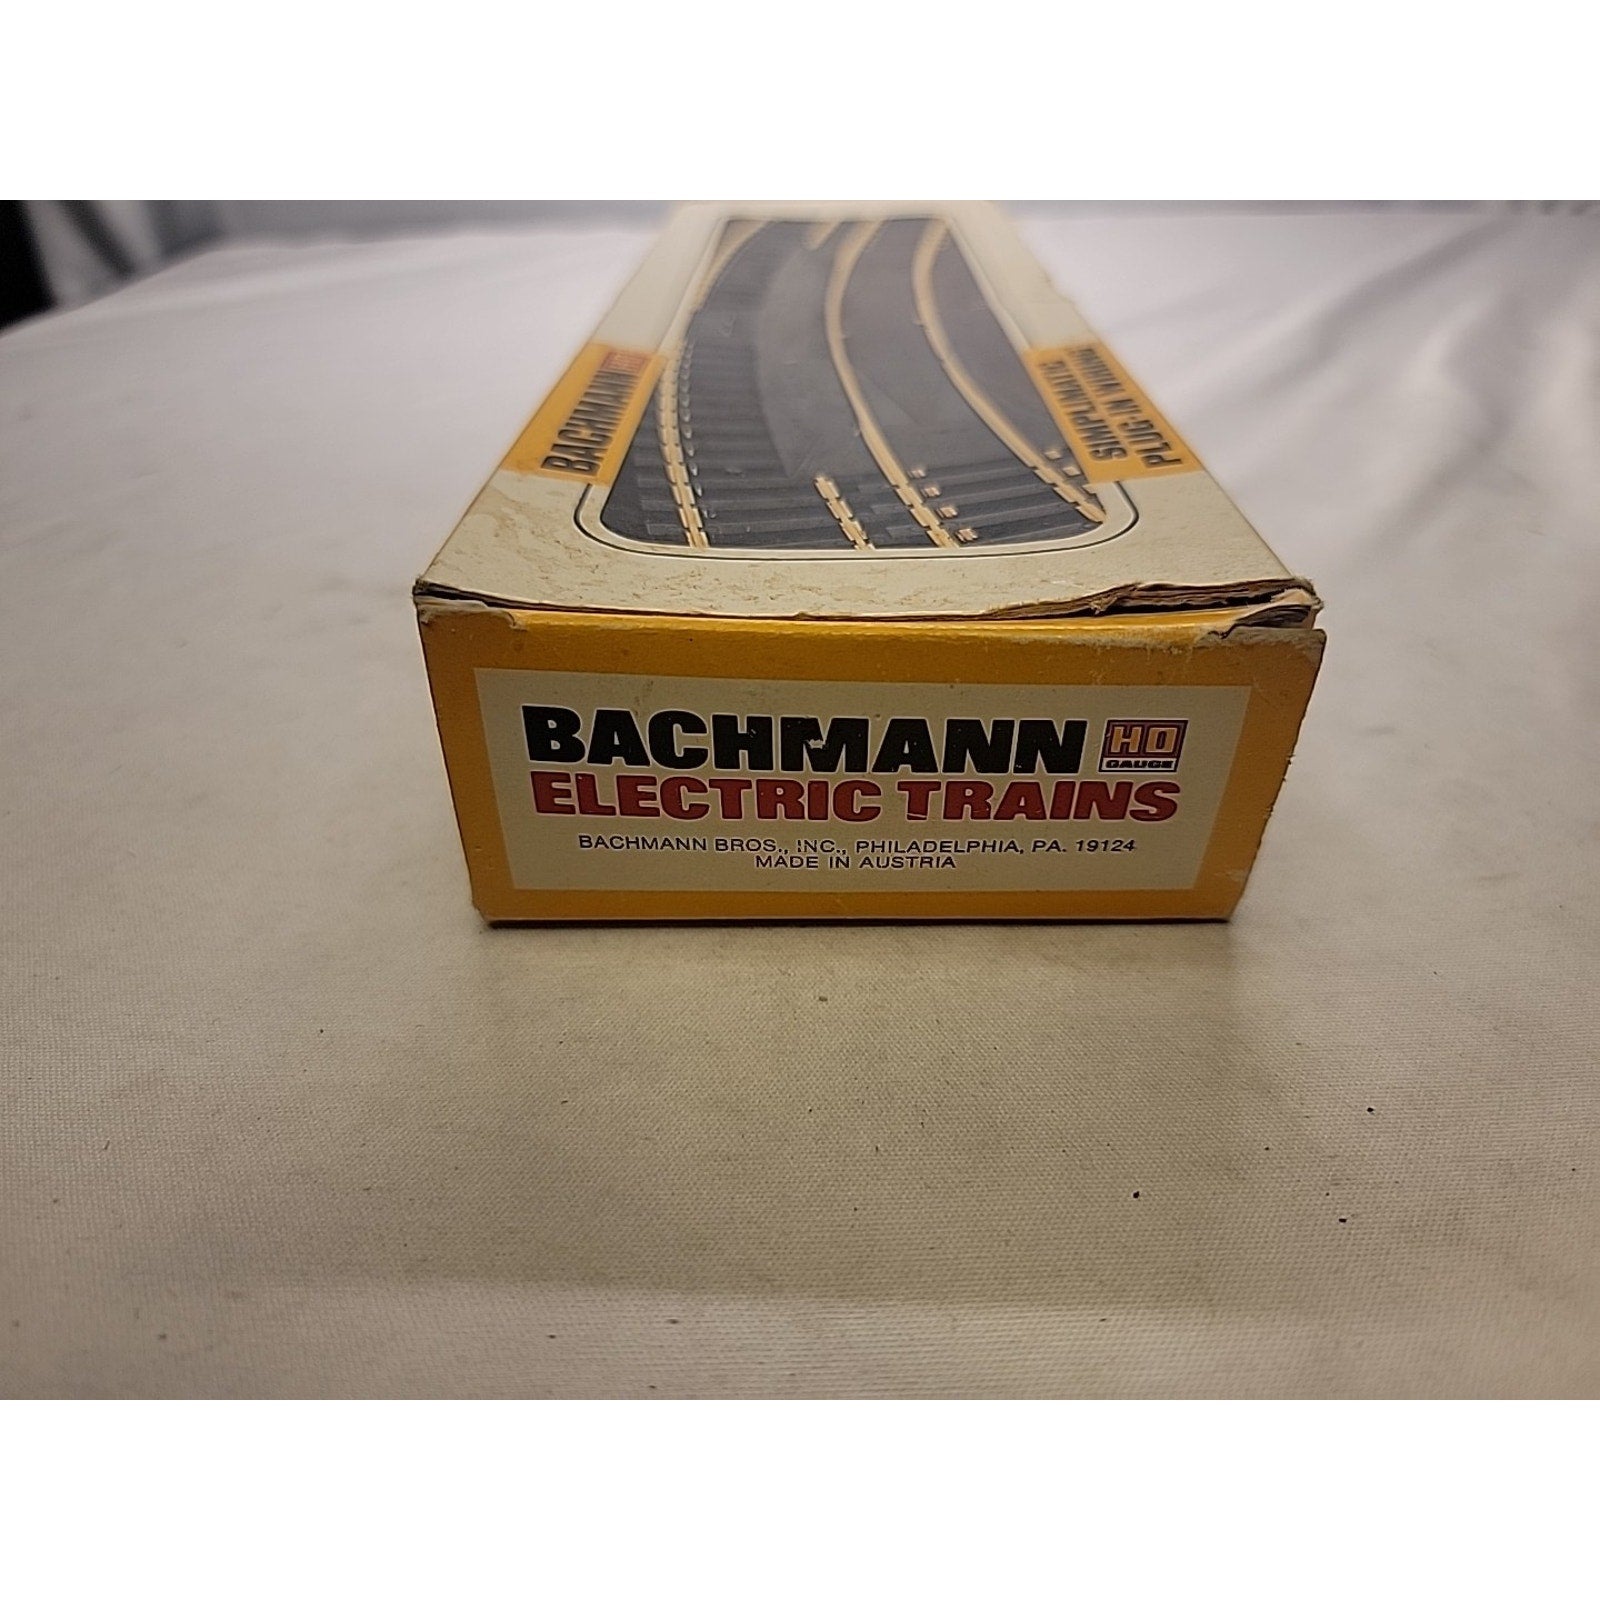 BACHMANN HO
SIMPLIMATIC
PLUG-IN WIRING
BACHMANN HO
GAUGE
ELECTRIC TRAINS
BACHMANN BROS., INC., PHILADELPHIA, PA. 19124
MADE IN AUSTRIA